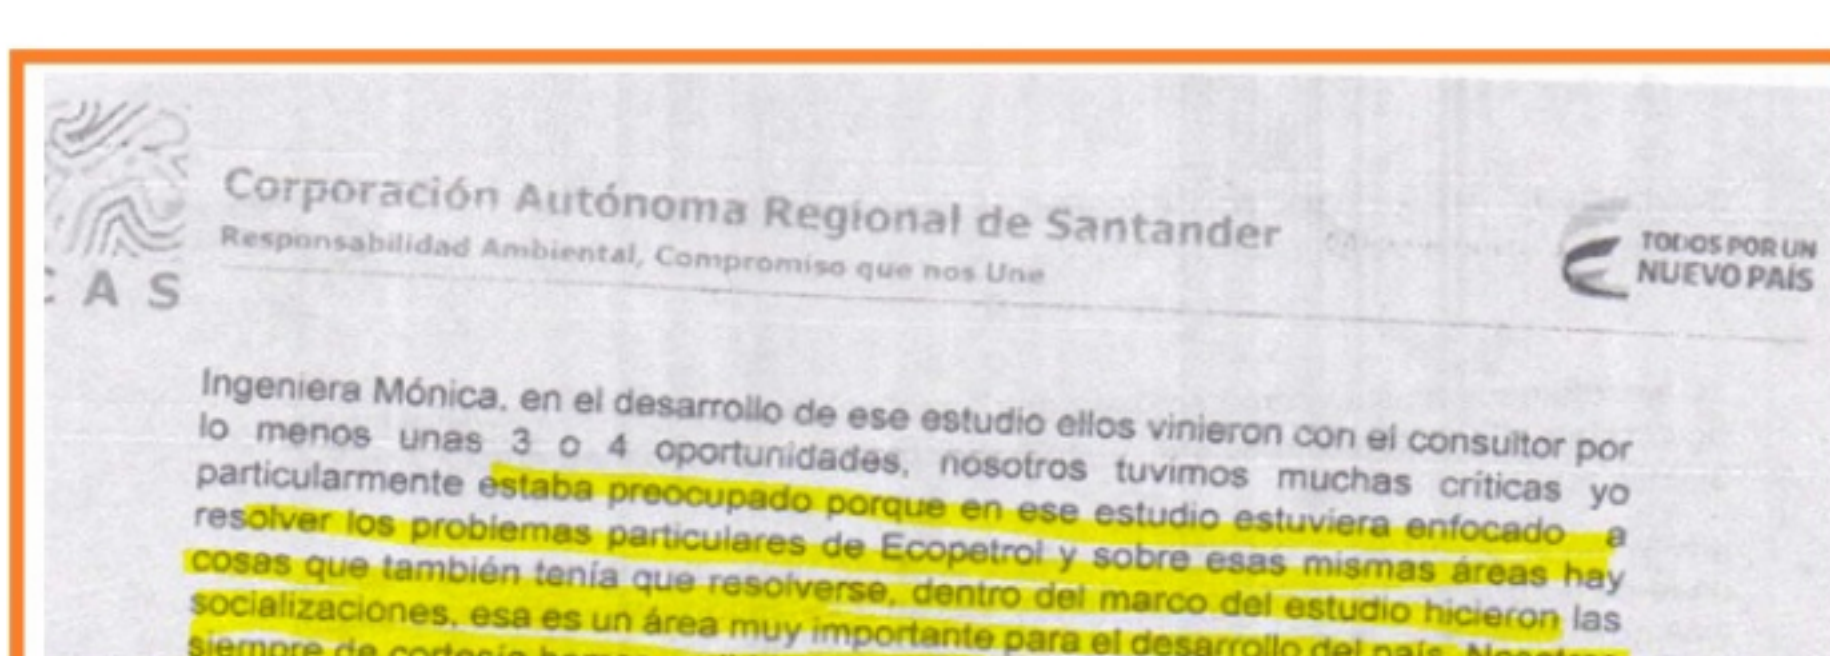 Corporación Autónoma Regional de Santander
Responsabilidad Ambiental, Compromiso que nos Une
TODOS POR UN
NUEVO PAÍS
C A S
Ingeniera Mónica, en el desarrollo de ese estudio ellos vinieron con el consultor por
lo menos unas 3 o 4 oportunidades, nosotros tuvimos muchas críticas yo
particularmente estaba preocupado porque en ese estudio estuviera enfocado a
resolver los problemas particulares de Ecopetrol y sobre esas mismas áreas hay
cosas que también tenía que resolverse, dentro del marco del estudio hicieron las
socializaciones, esa es un área muy importante para el desarrollo del país.
siempre de cortesía